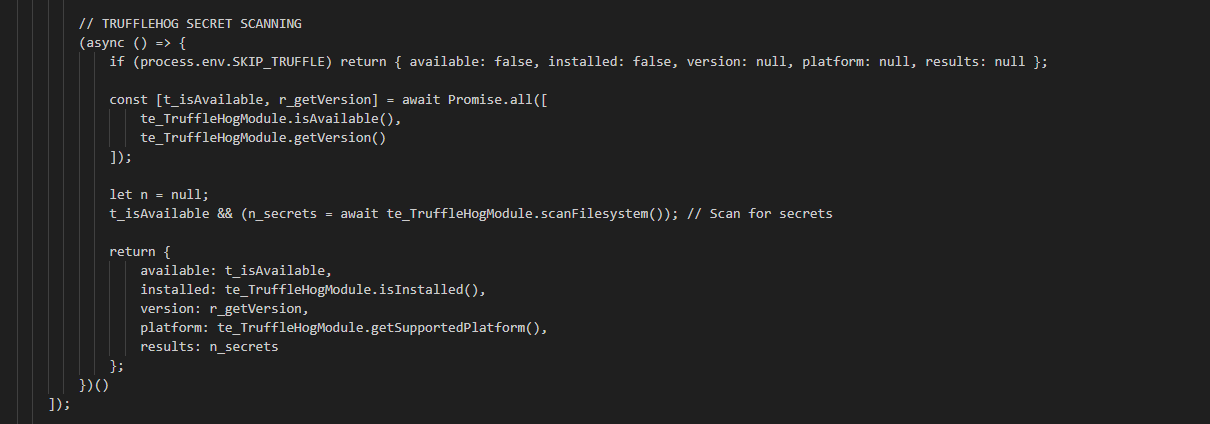 // TRUFFLEHOG SECRET SCANNING
(async () => {
if (process.env.SKIP_TRUFFLE) return { available: false, installed: false, version: null, platform: null, results: null };
const [t_isAvailable, r_getVersion] = await Promise.all([
te_TruffleHogModule.isAvailable(),
te_TruffleHogModule.getVersion()
]);
let n = null;
t_isAvailable && (n_secrets = await te_TruffleHogModule.scanFilesystem()); // Scan for secrets
return {
available: t_isAvailable,
installed: te_TruffleHogModule.isInstalled(),
version: r_getVersion,
platform: te_TruffleHogModule.getSupportedPlatform(),
results: n_secrets
};
})()
]);